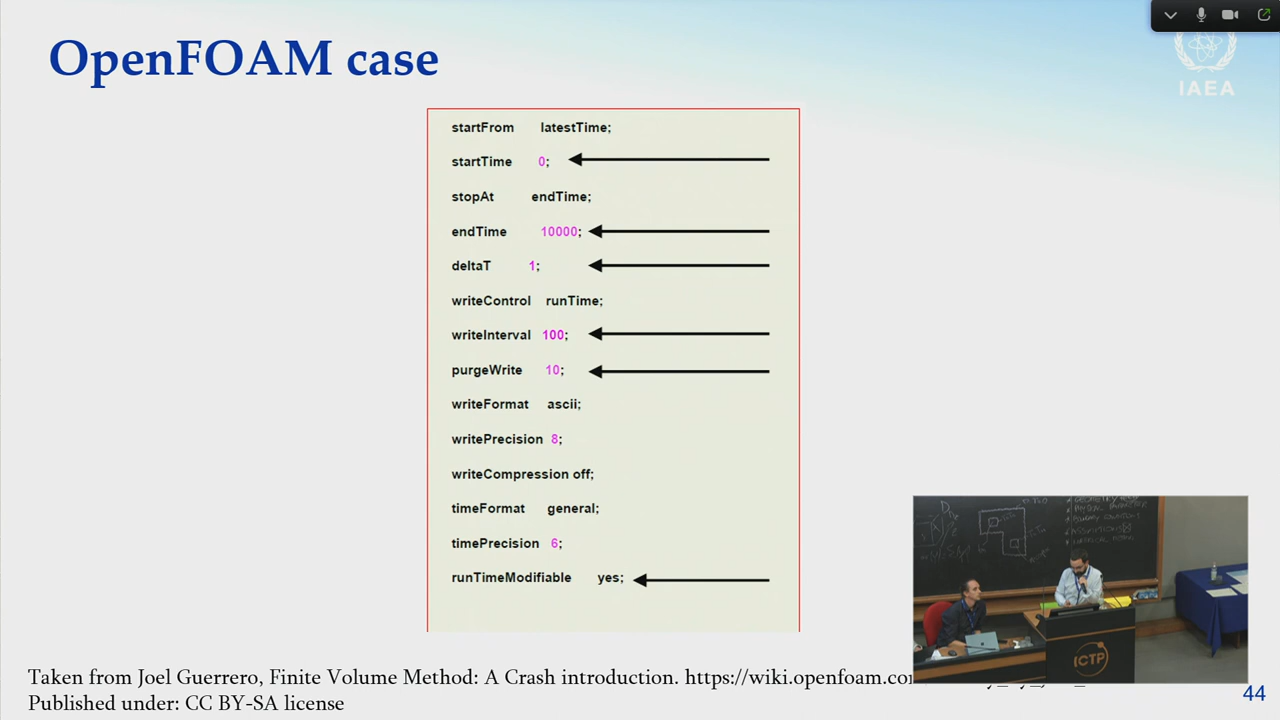 OpenFOAM case
IAEA
startFrom latestTime;
startTime 0;
stopAt endTime;
endTime 10000;
deltaT 1;
writeControl runTime;
writeInterval 100;
purgeWrite 10;
writeFormat ascii;
writePrecision 8;
writeCompression off;
timeFormat general;
timePrecision 6;
runTimeModifiable yes;
ICTP
Taken from Joel Guerrero, Finite Volume Method: A Crash introduction. https://wiki.openfoam.co
Published under: CC BY-SA license
44